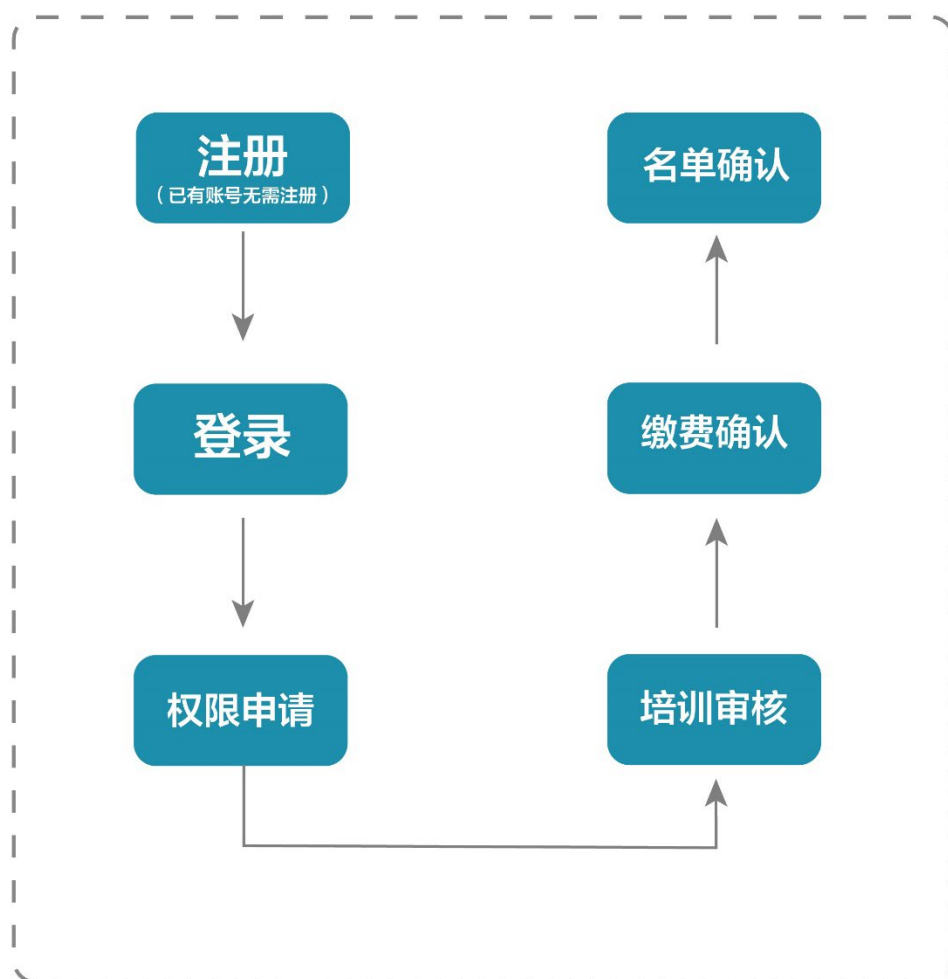 注册
（已有账号无需注册）
登录
权限申请
培训审核
缴费确认
名单确认